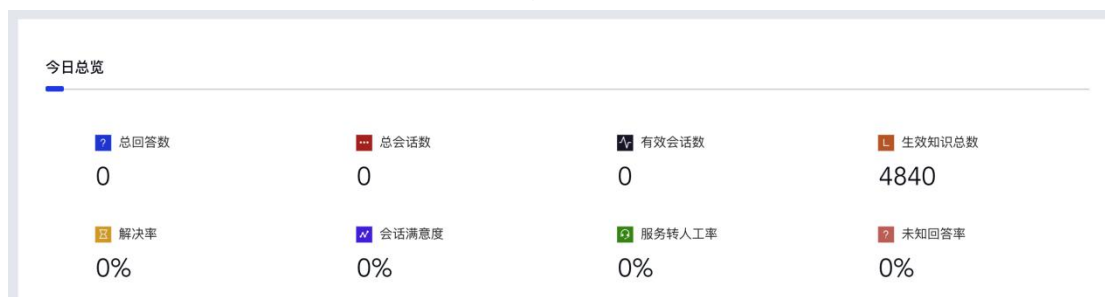 今日总览
总回答数 总会话数 有效会话数 生效知识总数
0 0 0 4840
解决率 会话满意度 服务转人工率 未知回答率
0% 0% 0% 0%